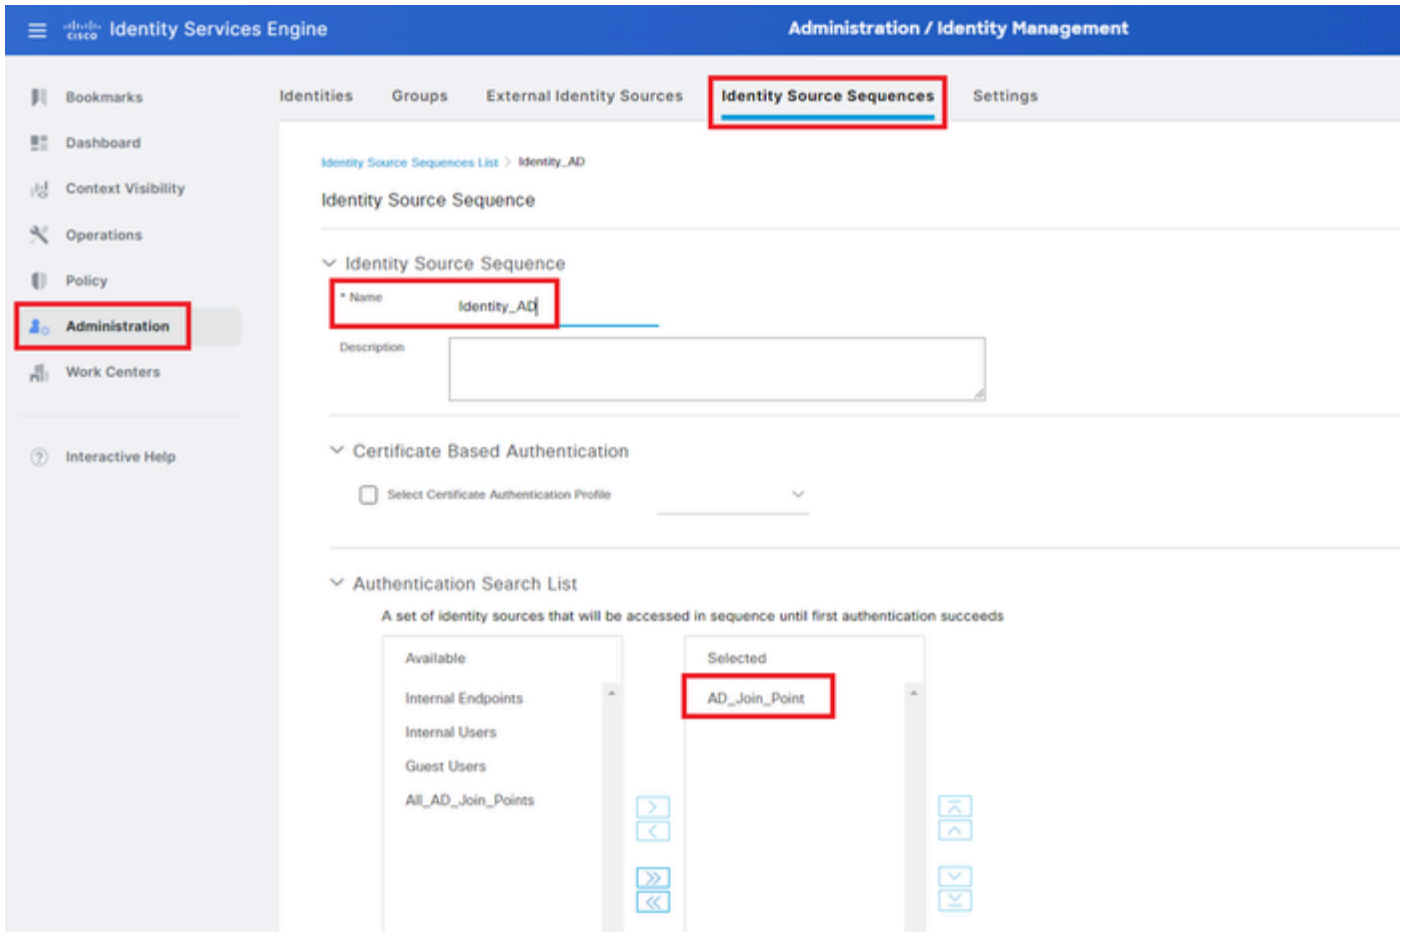 cisco Identity Services Engine
Administration / Identity Management
Bookmarks
Dashboard
Context Visibility
Operations
Policy
Administration
Work Centers
Interactive Help
Identities Groups External Identity Sources Identity Source Sequences Settings
Identity Source Sequences List > Identity_AD
Identity Source Sequence
Identity Source Sequence
* Name Identity_AD
Description
Certificate Based Authentication
Select Certificate Authentication Profile
Authentication Search List
A set of identity sources that will be accessed in sequence until first authentication succeeds
Available
Internal Endpoints
Internal Users
Guest Users
All_AD_Join_Points
Selected
AD_Join_Point